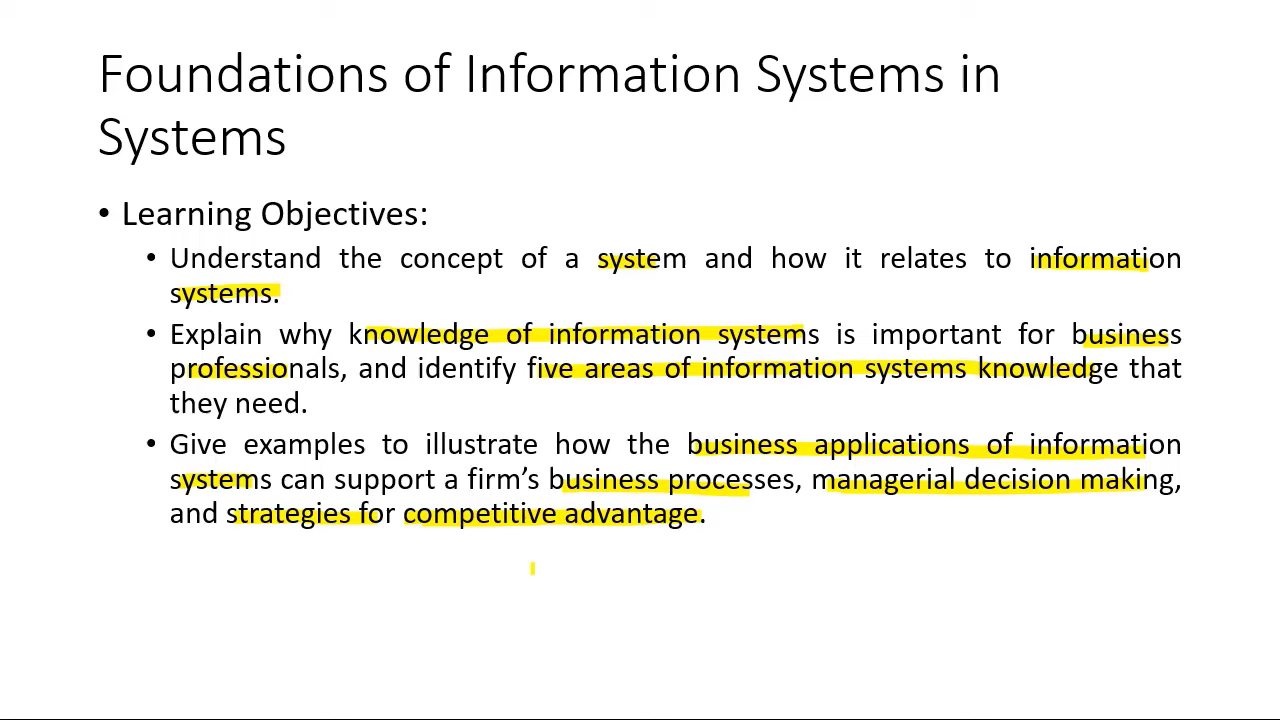 Foundations of Information Systems in
Systems
• Learning Objectives:
• Understand the concept of a system and how it relates to information
systems.
• Explain why knowledge of information systems is important for business
professionals, and identify five areas of information systems knowledge that
they need.
• Give examples to illustrate how the business applications of information
systems can support a firm’s business processes, managerial decision making,
and strategies for competitive advantage.